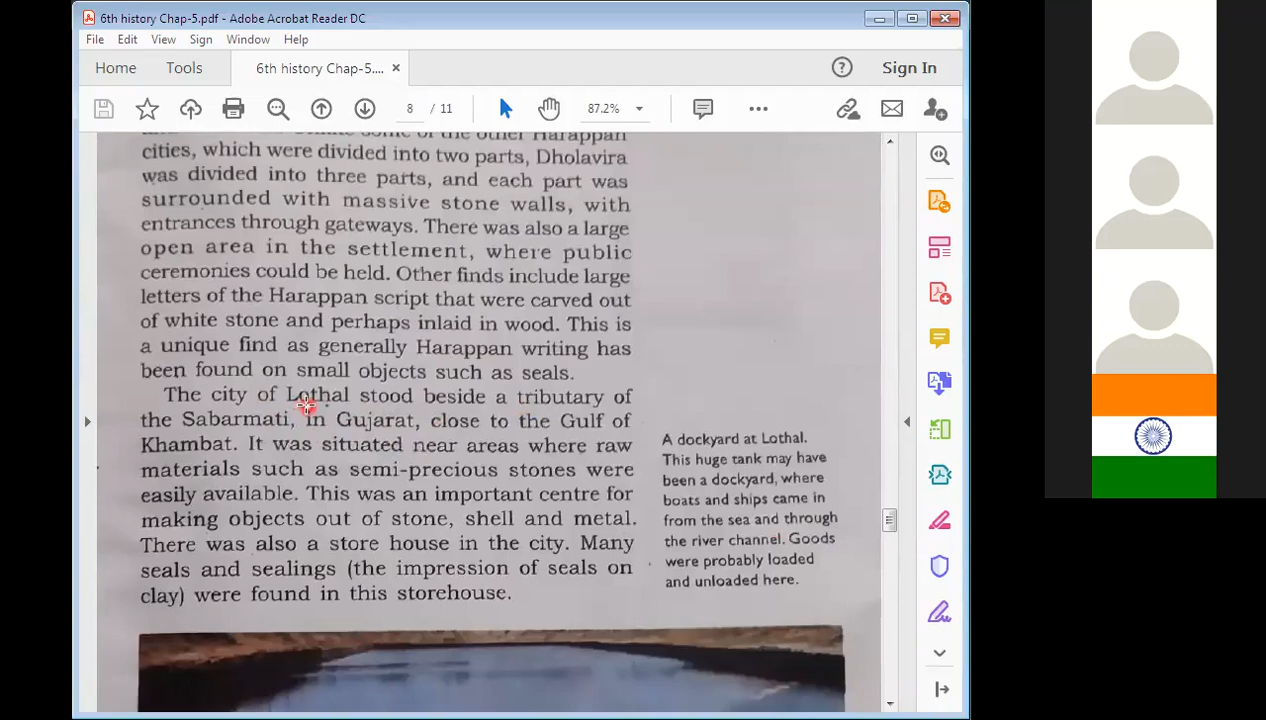 6th history Chap-5.pdf - Adobe Acrobat Reader DC
File Edit View Sign Window Help
Home Tools 6th history Chap-5.... × Sign In
8 / 11 87.2%
some of the other Harappan
cities, which were divided into two parts, Dholavira
was divided into three parts, and each part was
surrounded with massive stone walls, with
entrances through gateways. There was also a large
open area in the settlement, where public
ceremonies could be held. Other finds include large
letters of the Harappan script that were carved out
of white stone and perhaps inlaid in wood. This is
a unique find as generally Harappan writing has
been found on small objects such as seals.
The city of Lothal stood beside a tributary of
the Sabarmati, in Gujarat, close to the Gulf of
Khambat. It was situated near areas where raw
materials such as semi-precious stones were
easily available. This was an important centre for
making objects out of stone, shell and metal.
There was also a store house in the city. Many
seals and sealings (the impression of seals on
clay) were found in this storehouse.
A dockyard at Lothal.
This huge tank may have
been a dockyard, where
boats and ships came in
from the sea and through
the river channel. Goods
were probably loaded
and unloaded here.